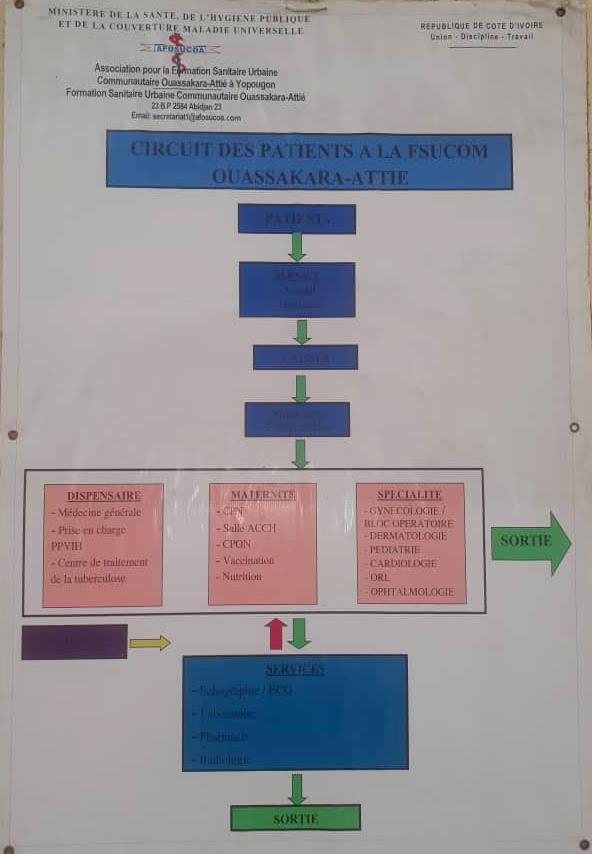 MINISTERE DE LA SANTE, DE L'HYGIENE PUBLIQUE
ET DE LA COUVERTURE MALADIE UNIVERSELLE
REPUBLIQUE DE COTE D'IVOIRE
Union - Discipline - Travail
AFOSUCOA
Association pour la Formation Sanitaire Urbaine
Communautaire Ouassakara-Attié à Yopougon
Formation Sanitaire Urbaine Communautaire Ouassakara-Attié
23 B.P 2584 Abidjan 23
Email: secretariat1@afosucoa.com
CIRCUIT DES PATIENTS A LA FSUCOM
OUASSAKARA-ATTIE
PATIENTS
CAISSES
DISPENSAIRE
- Médecine générale
- Prise en charge
PPVIH
- Centre de traitement
de la tuberculose
MATERNITE
- CPN
- Salle ACCH
- CPON
- Vaccination
- Nutrition
SPECIALITE
- GYNECOLOGIE /
BLOC OPERATOIRE
- DERMATOLOGIE
- PEDIATRIE
- CARDIOLOGIE
- ORL
- OPHTALMOLOGIE
SORTIE
SERVICES
- Echographie / ECG
- Laboratoire
- Pharmacie
- Radiologie
SORTIE